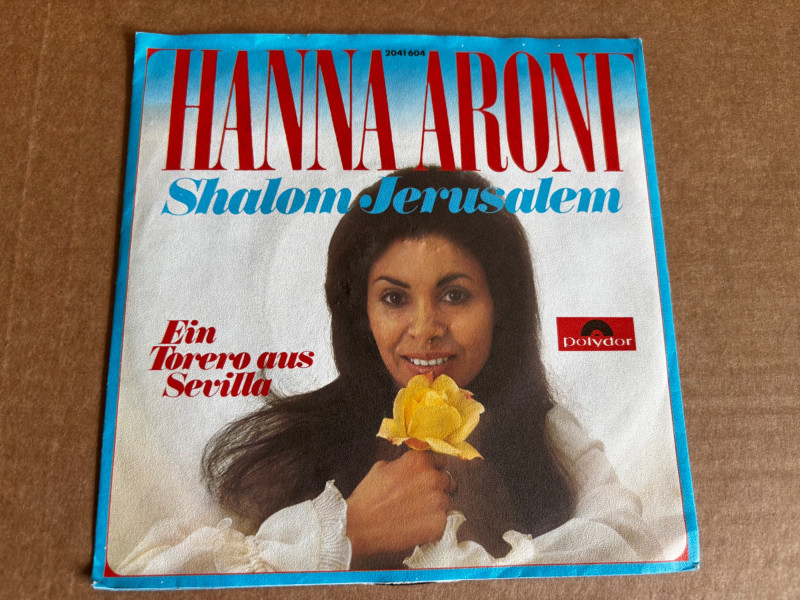 2041 604
HANNA ARONI
Shalom Jerusalem
Ein
Torero aus
Sevilla
Polydor